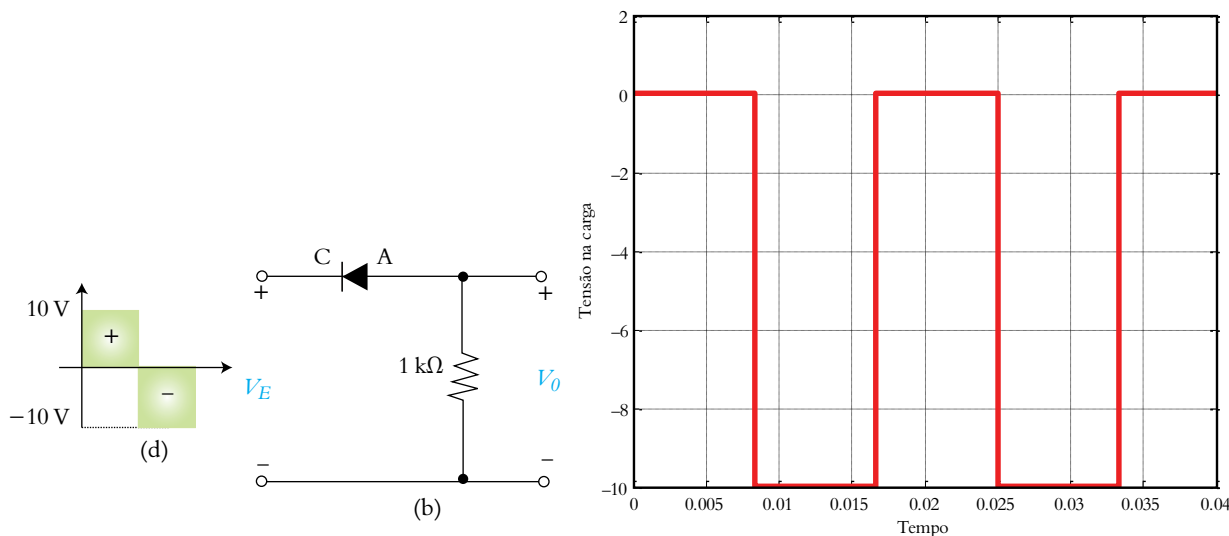 10 V
+
−
−10 V
(d)
V_E
C A
+ +
1 kΩ
V_0
− −
(b)
Tensão na carga
2
0
−2
−4
−6
−8
−10
0 0.005 0.01 0.015 0.02 0.025 0.03 0.035 0.04
Tempo